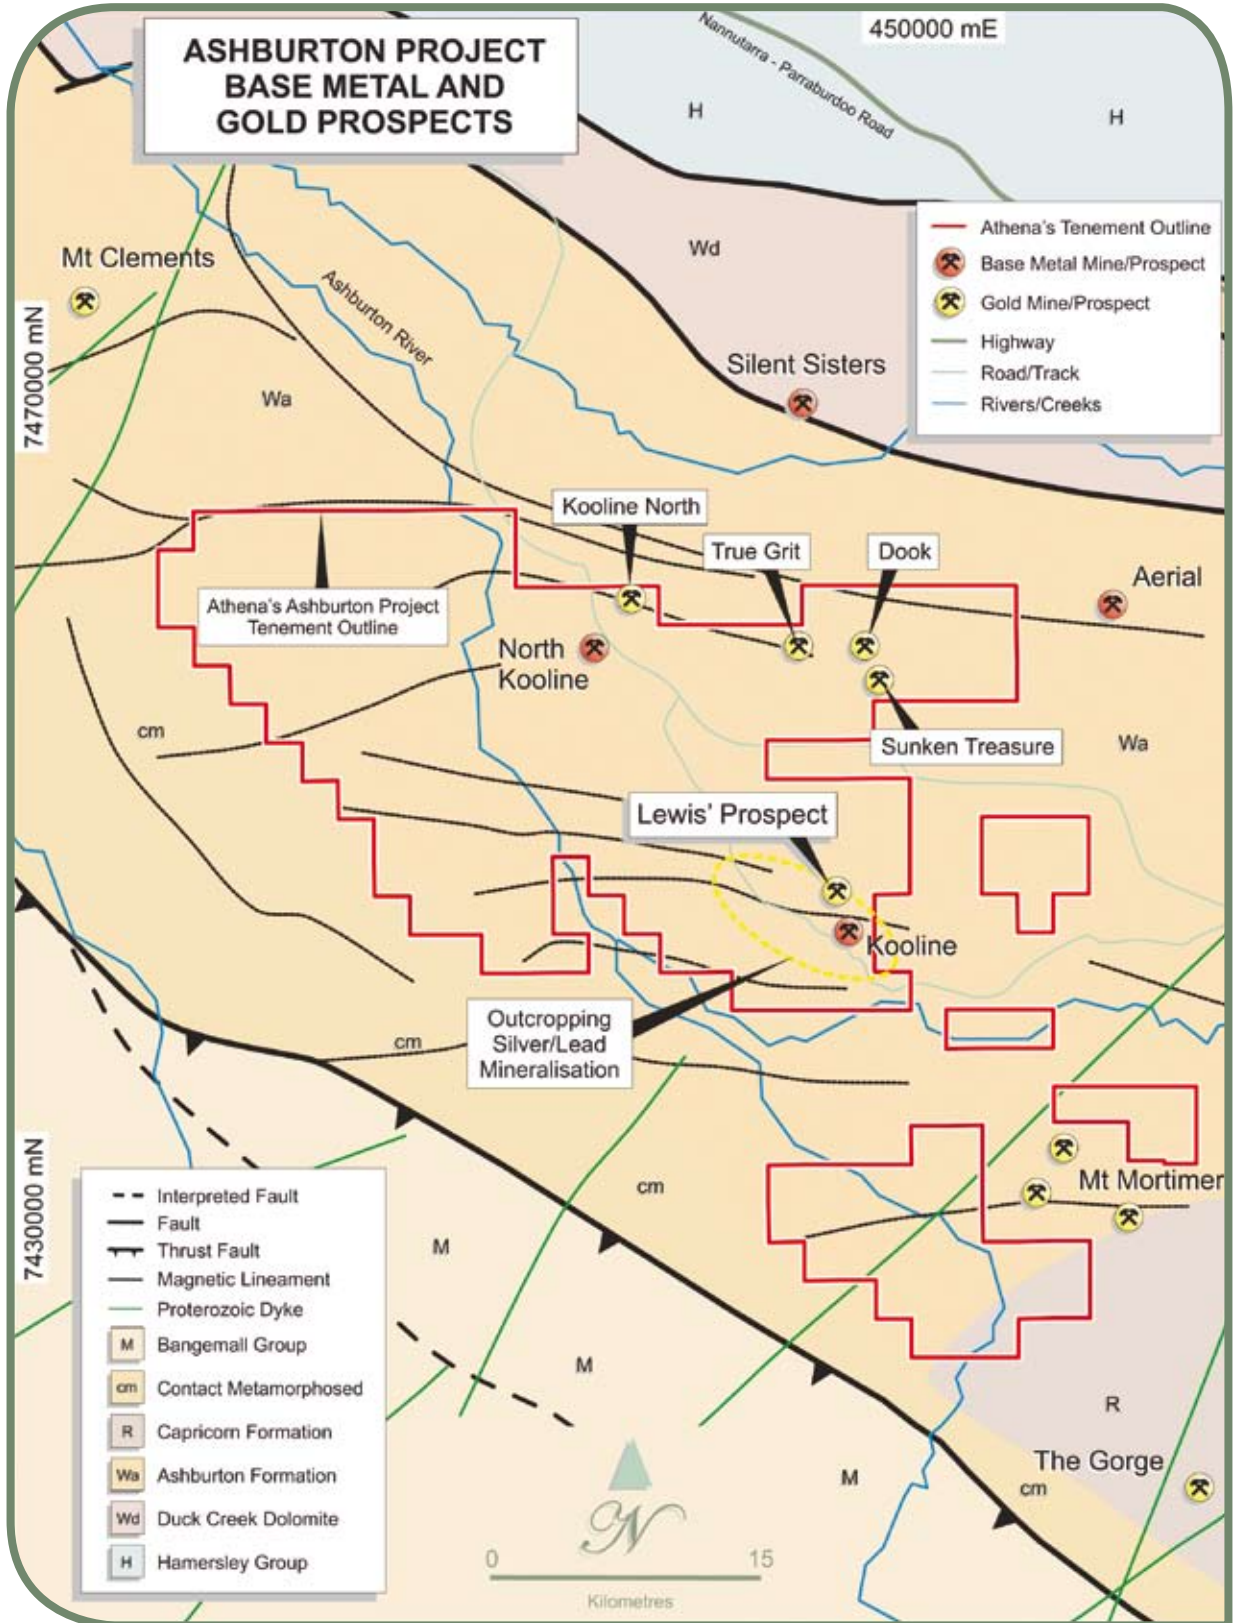 ASHBURTON PROJECT
BASE METAL AND
GOLD PROSPECTS
450000 mE
Nannutarra - Parraburdoo Road
H
H
Athena's Tenement Outline
Base Metal Mine/Prospect
Gold Mine/Prospect
Highway
Road/Track
Rivers/Creeks
Wd
Mt Clements
Ashburton River
7470000 mN
Silent Sisters
Wa
Kooline North
True Grit
Dook
Aerial
Athena's Ashburton Project
Tenement Outline
North
Kooline
cm
Sunken Treasure
Wa
Lewis' Prospect
Kooline
Outcropping
Silver/Lead
Mineralisation
cm
7430000 mN
cm
Mt Mortimer
M
M
R
The Gorge
M
cm
Interpreted Fault
Fault
Thrust Fault
Magnetic Lineament
Proterozoic Dyke
M Bangemall Group
cm Contact Metamorphosed
R Capricorn Formation
Wa Ashburton Formation
Wd Duck Creek Dolomite
H Hamersley Group
N
0 15
Kilometres